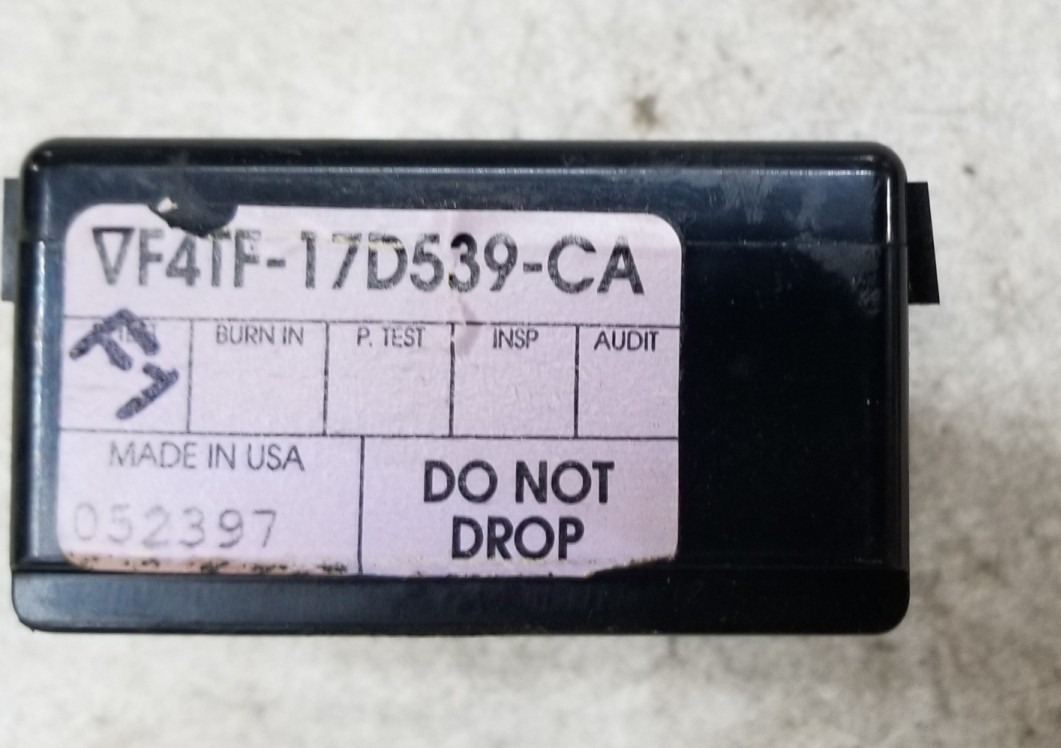 ∇F4TF-17D539-CA
BURN IN P. TEST INSP AUDIT
MADE IN USA
052397
DO NOT
DROP